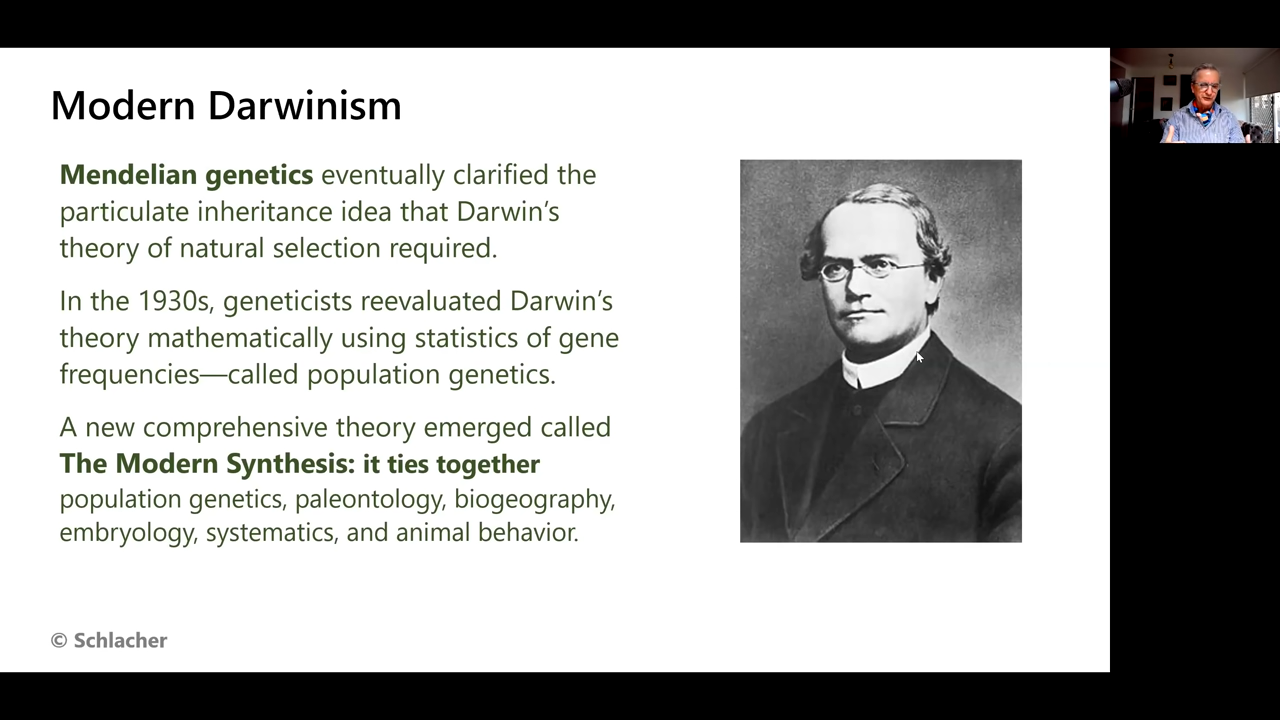 Modern Darwinism
Mendelian genetics eventually clarified the
particulate inheritance idea that Darwin’s
theory of natural selection required.
In the 1930s, geneticists reevaluated Darwin’s
theory mathematically using statistics of gene
frequencies—called population genetics.
A new comprehensive theory emerged called
The Modern Synthesis: it ties together
population genetics, paleontology, biogeography,
embryology, systematics, and animal behavior.
© Schlacher